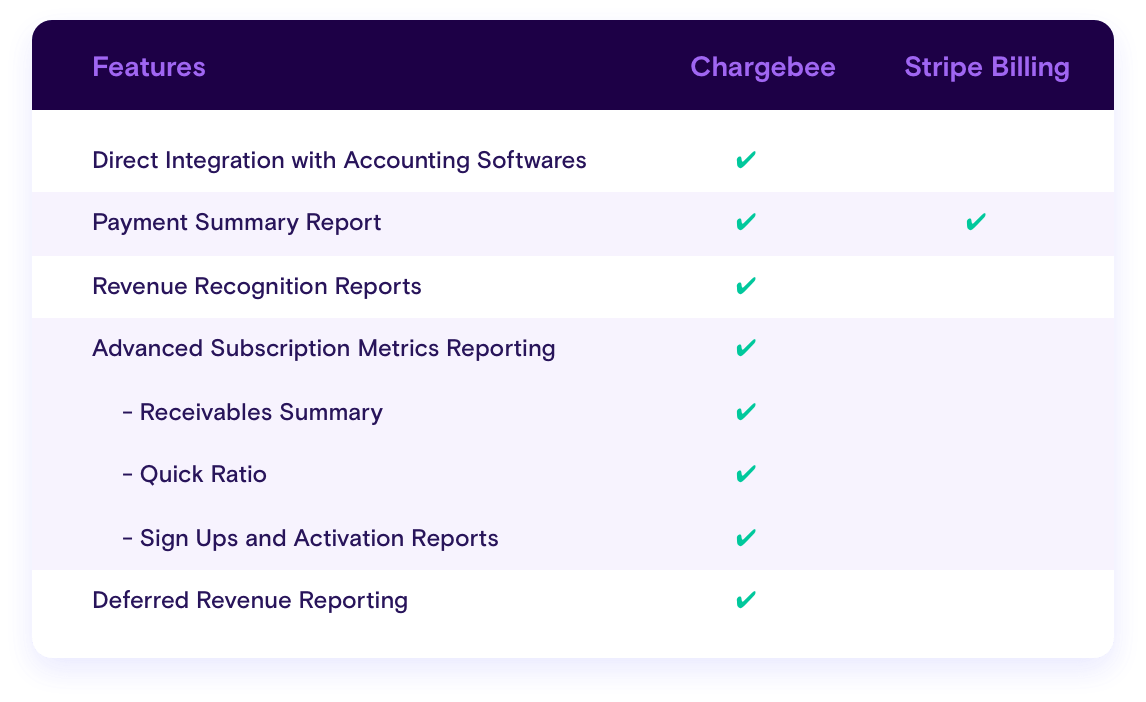 Features Chargebee Stripe Billing
Direct Integration with Accounting Softwares ✔
Payment Summary Report ✔ ✔
Revenue Recognition Reports ✔
Advanced Subscription Metrics Reporting ✔
– Receivables Summary ✔
– Quick Ratio ✔
– Sign Ups and Activation Reports ✔
Deferred Revenue Reporting ✔